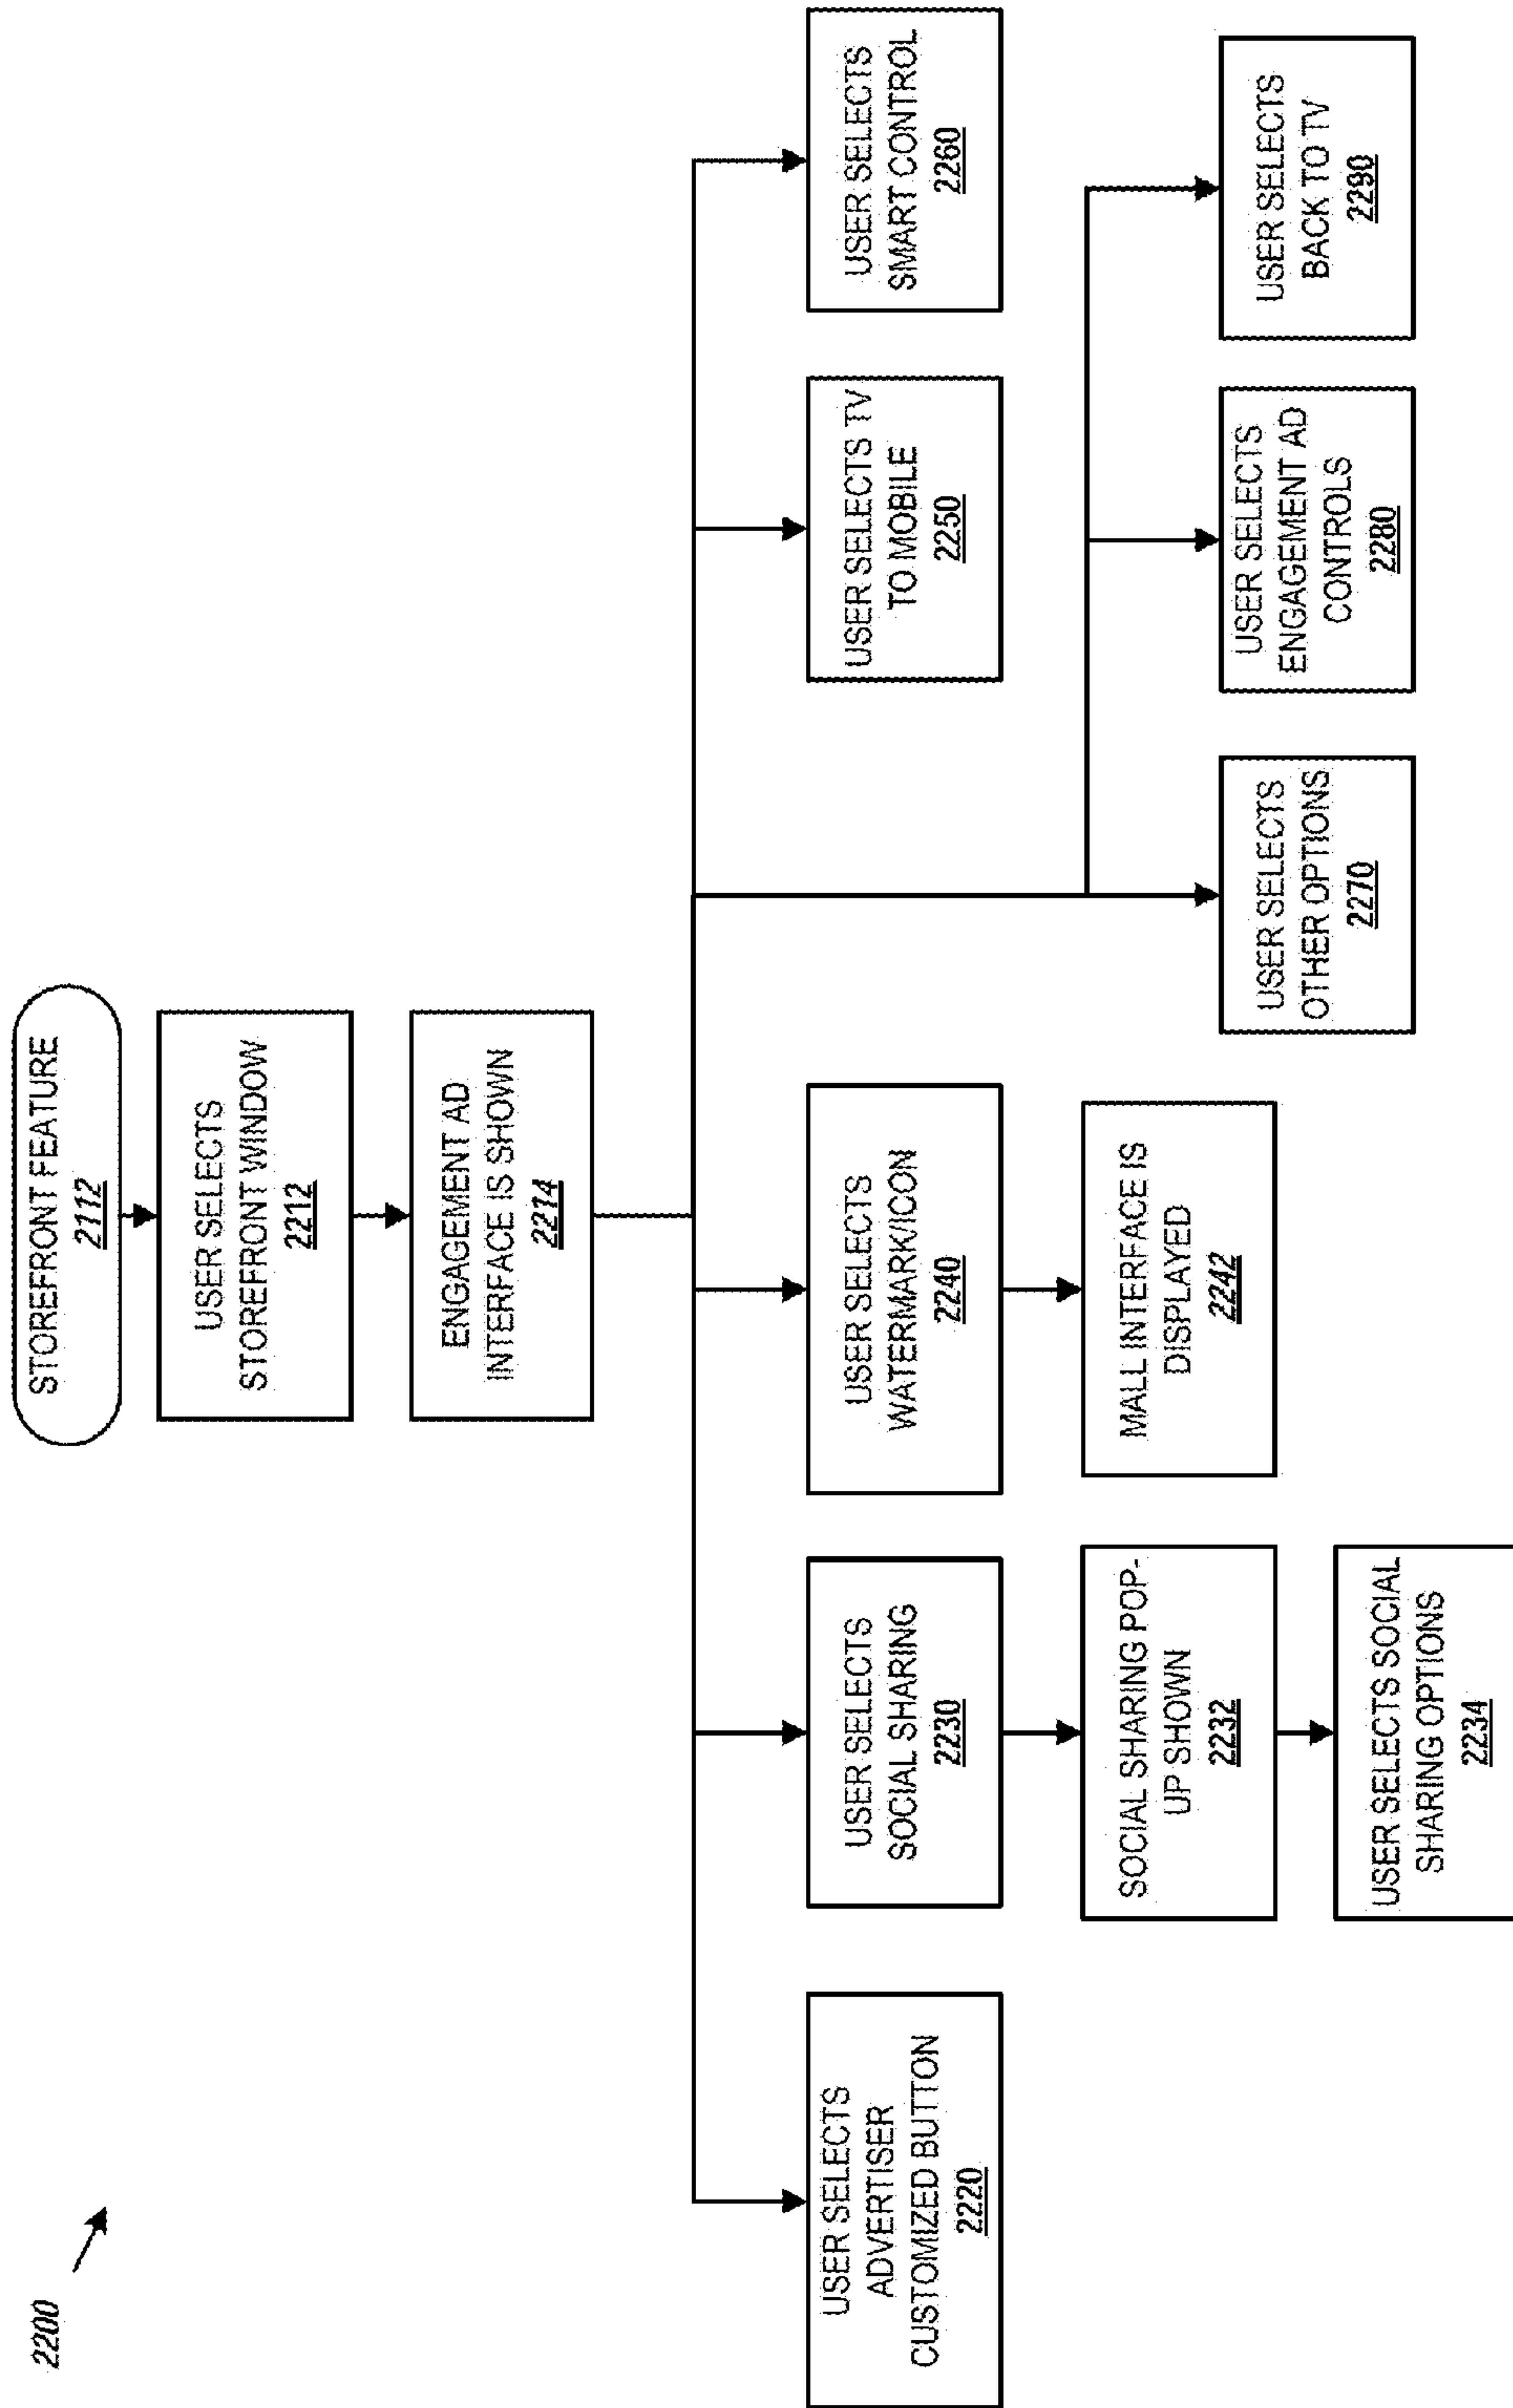 2200
STOREFRONT FEATURE
2112
USER SELECTS
STOREFRONT WINDOW
2212
ENGAGEMENT AD
INTERFACE IS SHOWN
2214
USER SELECTS
ADVERTISER
CUSTOMIZED BUTTON
2220
USER SELECTS
SOCIAL SHARING
2230
SOCIAL SHARING POP-
UP SHOWN
2232
USER SELECTS SOCIAL
SHARING OPTIONS
2234
USER SELECTS
WATERMARK/ICON
2240
MALL INTERFACE IS
DISPLAYED
2242
USER SELECTS TV
TO MOBILE
2250
USER SELECTS
SMART CONTROL
2260
USER SELECTS
OTHER OPTIONS
2270
USER SELECTS
ENGAGEMENT AD
CONTROLS
2280
USER SELECTS
BACK TO TV
2290